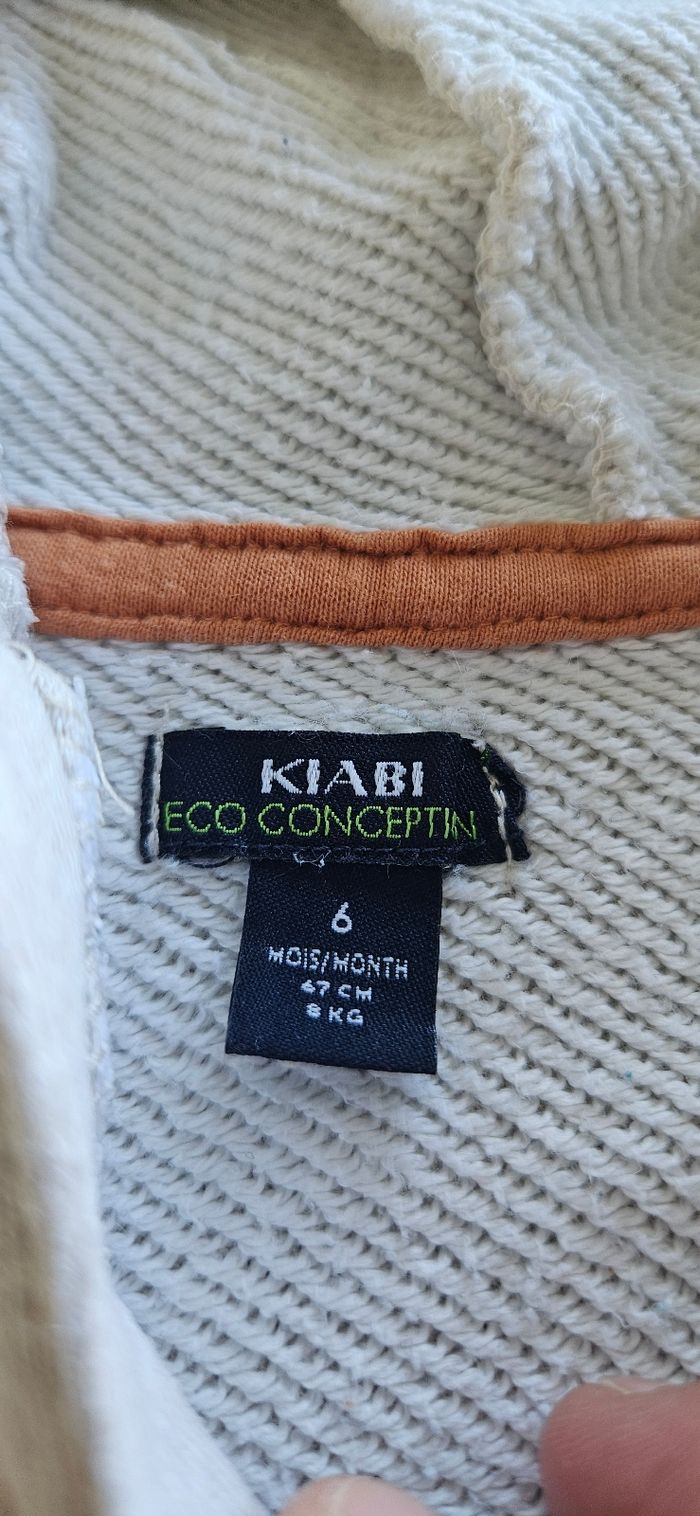 KIABI
ECO CONCEPTIN
6
MOIS/MONTH
67 CM
8 KG